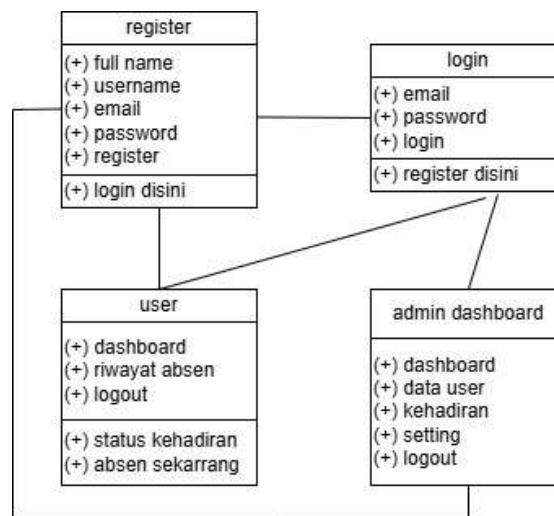 register
(+) full name
(+) username
(+) email
(+) password
(+) register
(+) login disini
login
(+) email
(+) password
(+) login
(+) register disini
user
(+) dashboard
(+) riwayat absen
(+) logout
(+) status kehadiran
(+) absen sekarrang
admin dashboard
(+) dashboard
(+) data user
(+) kehadiran
(+) setting
(+) logout